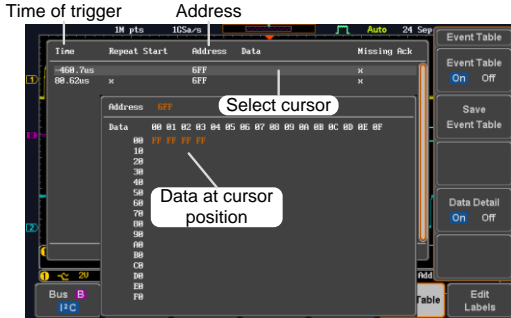 Time of trigger Address
1M pts 1GSa/s Auto 24 Sep
Event Table
Time Repeat Start Address Data Missing Ack
-460.7us 6FF x
80.62us x 6FF x
Event Table
On Off
Select cursor
Save
Event Table
Address 6FF
Data 00 01 02 03 04 05 06 07 08 09 0A 0B 0C 0D 0E 0F
00 FF FF FF FF
10
20
30
40
50
60
70
80
90
A0
B0
C0
D0
E0
F0
Data at cursor
position
Data Detail
On Off
1 2V Add
Bus B
I²C
Table
Edit
Labels
1
B
2